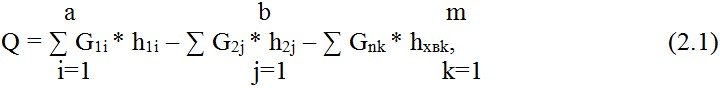 a b m
Q = ∑ G1i * h1i – ∑ G2j * h2j – ∑ Gnk * hхвk, (2.1)
i=1 j=1 k=1